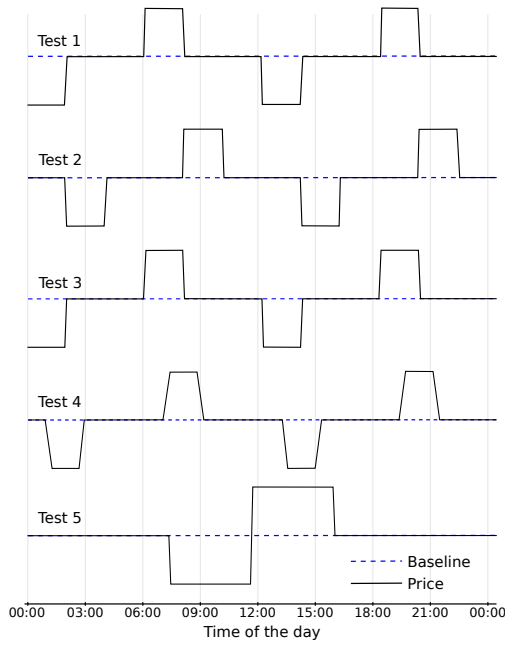 Test 1
Test 2
Test 3
Test 4
Test 5
Baseline
Price
00:00 03:00 06:00 09:00 12:00 15:00 18:00 21:00 00:00
Time of the day